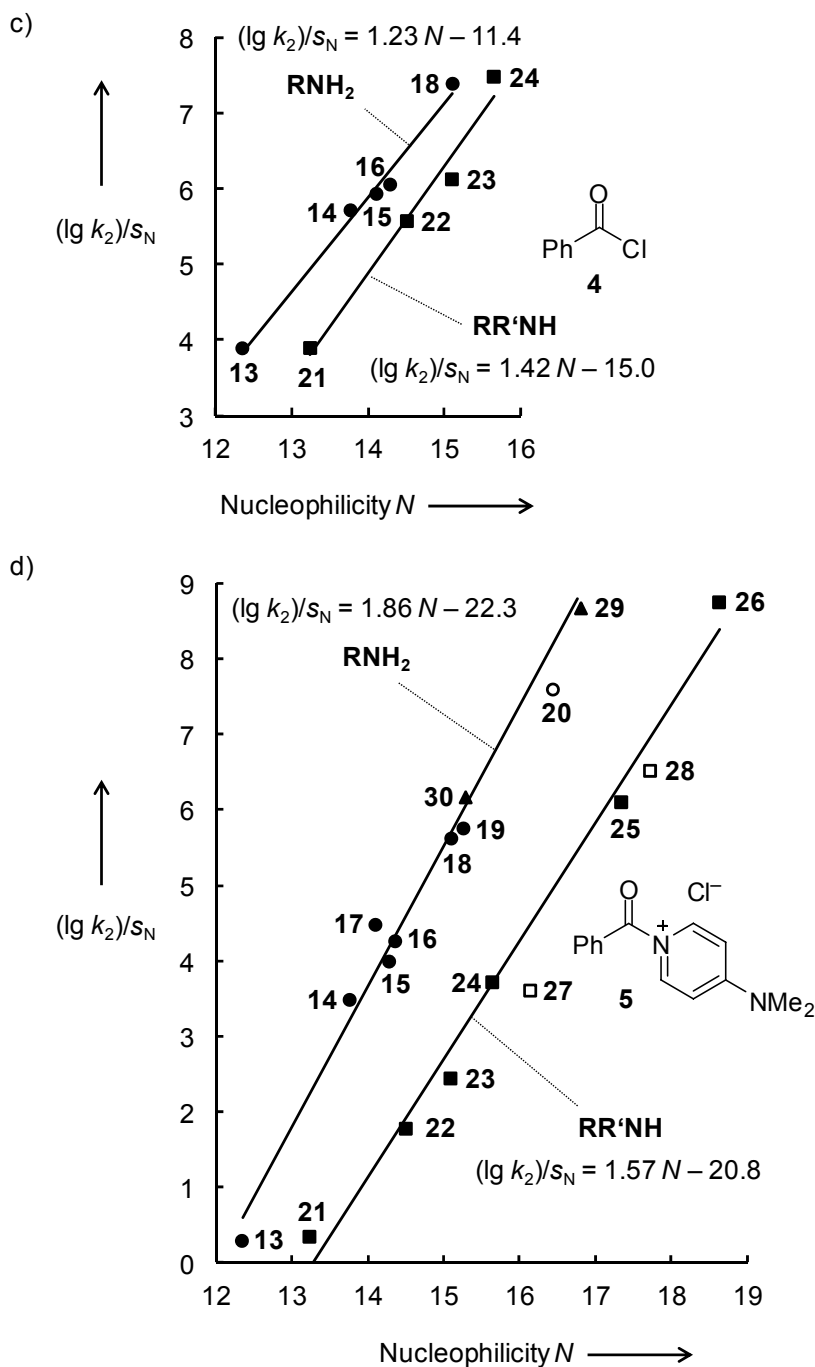 c)
(lg k₂)/sN = 1.23 N – 11.4
RNH₂
8
7
6
5
4
3
(lg k₂)/sN
18
24
16
23
14
15
22
13
21
RR'NH
(lg k₂)/sN = 1.42 N – 15.0
O
Ph
Cl
4
12 13 14 15 16
Nucleophilicity N
d)
(lg k₂)/sN = 1.86 N – 22.3
RNH₂
9
8
7
6
5
4
3
2
1
0
(lg k₂)/sN
29
26
20
28
30
25
19
18
17
16
15
14
24
27
23
22
21
13
O
Cl–
Ph
N
+
NMe₂
5
RR'NH
(lg k₂)/sN = 1.57 N – 20.8
12 13 14 15 16 17 18 19
Nucleophilicity N